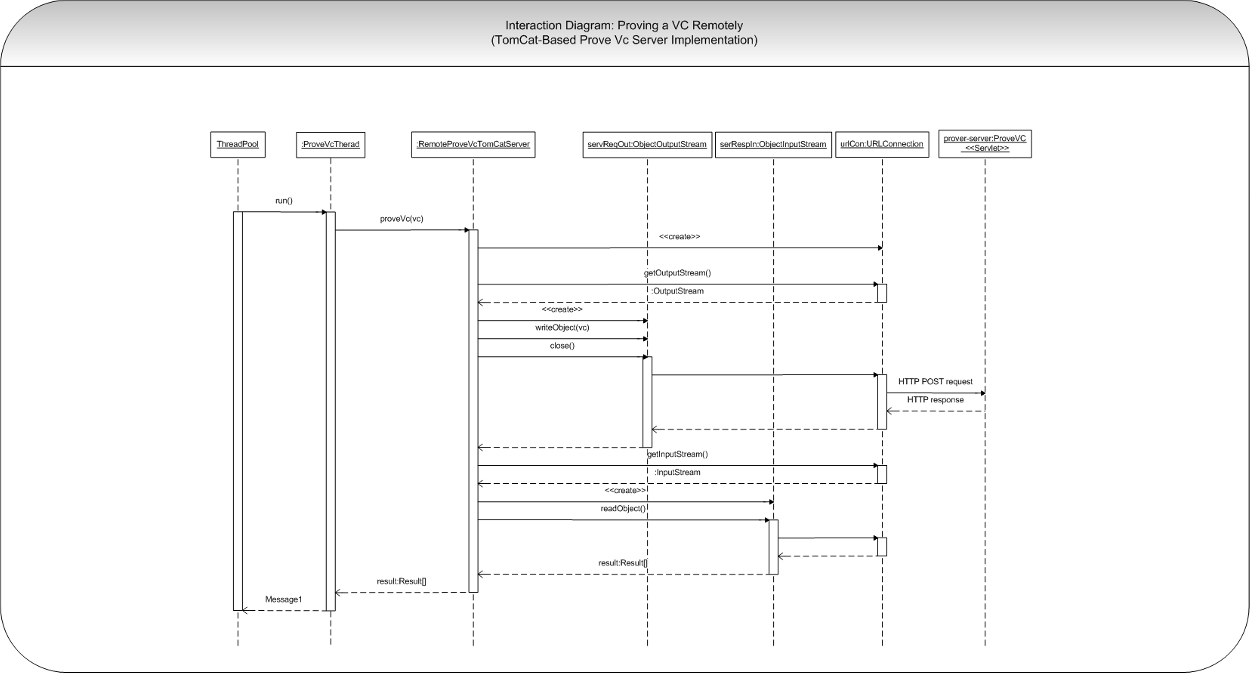 Interaction Diagram: Proving a VC Remotely
(TomCat-Based Prove Vc Server Implementation)
ThreadPool
:ProveVcTherad
:RemoteProveVcTomCatServer
servReqOut:ObjectOutputStream
serRespIn:ObjectInputStream
urlCon:URLConnection
prover-server:ProveVC
<<Servlet>>
run()
proveVc(vc)
<<create>>
getOutputStream()
:OutputStream
<<create>>
writeObject(vc)
close()
HTTP POST request
HTTP response
getInputStream()
:InputStream
<<create>>
readObject()
result:Result[]
result:Result[]
Message1